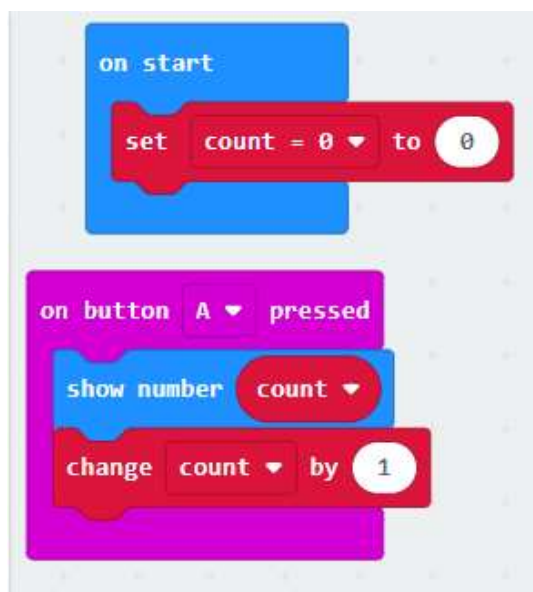 on start
set count = 0 to 0
on button A pressed
show number count
change count by 1